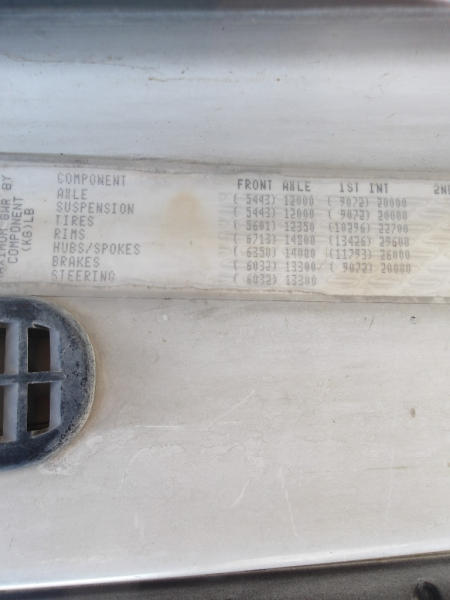 MAXIMUM GWR BY
COMPONENT
(KG)LB
COMPONENT FRONT AXLE 1ST INT 2N
AXLE ( 5443) 12000 ( 9072) 20000
SUSPENSION ( 5443) 12000 ( 9072) 20000
TIRES ( 5601) 12350 (10296) 22700
RIMS ( 6713) 14800 (13426) 29600
HUBS/SPOKES ( 6350) 14000 (11793) 26000
BRAKES ( 6032) 13300 ( 9072) 20000
STEERING ( 6032) 13300